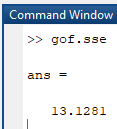 Command Window
>> gof.sse
ans =
13.1281